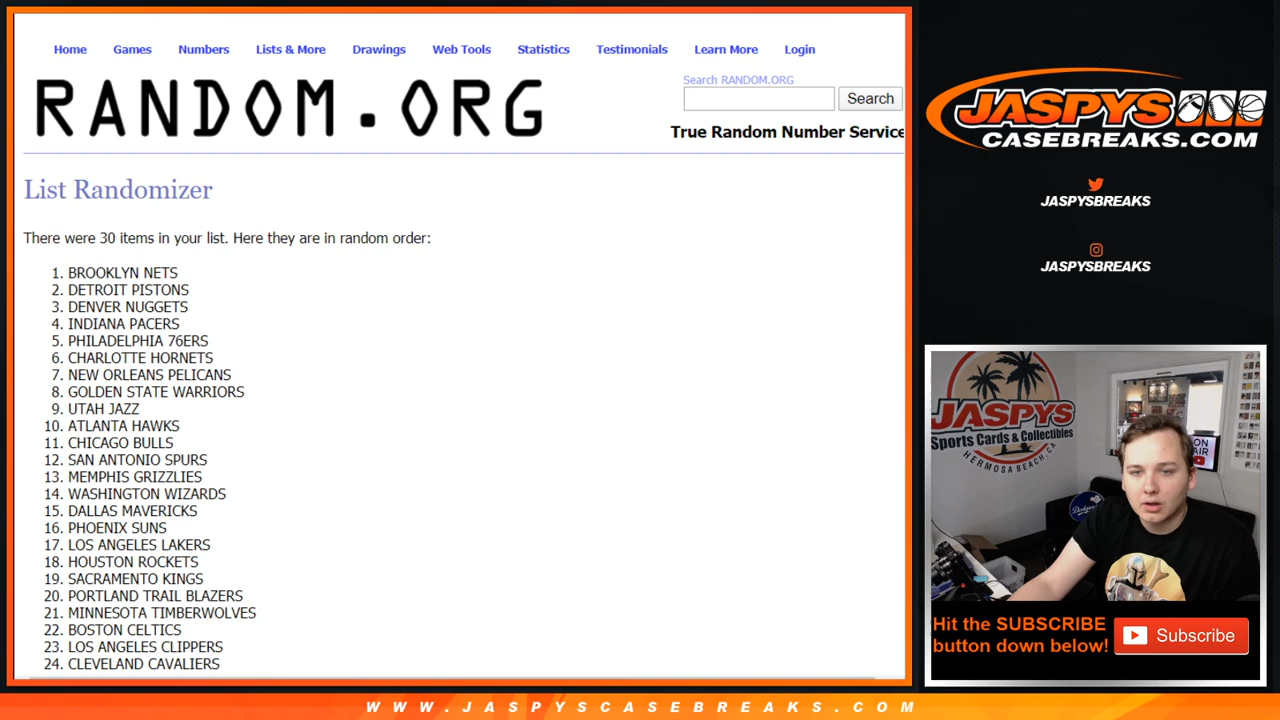 Home Games Numbers Lists & More Drawings Web Tools Statistics Testimonials Learn More Login
RANDOM.ORG
Search RANDOM.ORG
Search
True Random Number Service
List Randomizer
There were 30 items in your list. Here they are in random order:
1. BROOKLYN NETS
2. DETROIT PISTONS
3. DENVER NUGGETS
4. INDIANA PACERS
5. PHILADELPHIA 76ERS
6. CHARLOTTE HORNETS
7. NEW ORLEANS PELICANS
8. GOLDEN STATE WARRIORS
9. UTAH JAZZ
10. ATLANTA HAWKS
11. CHICAGO BULLS
12. SAN ANTONIO SPURS
13. MEMPHIS GRIZZLIES
14. WASHINGTON WIZARDS
15. DALLAS MAVERICKS
16. PHOENIX SUNS
17. LOS ANGELES LAKERS
18. HOUSTON ROCKETS
19. SACRAMENTO KINGS
20. PORTLAND TRAIL BLAZERS
21. MINNESOTA TIMBERWOLVES
22. BOSTON CELTICS
23. LOS ANGELES CLIPPERS
24. CLEVELAND CAVALIERS
JASPYS
CASEBREAKS.COM
JASPYSBREAKS
JASPYSBREAKS
JASPYS
Sports Cards & Collectibles
HERMOSA BEACH, CA
ON
AIR
Dodgers
Hit the SUBSCRIBE
button down below!
Subscribe
WWW.JASPYSCASEBREAKS.COM